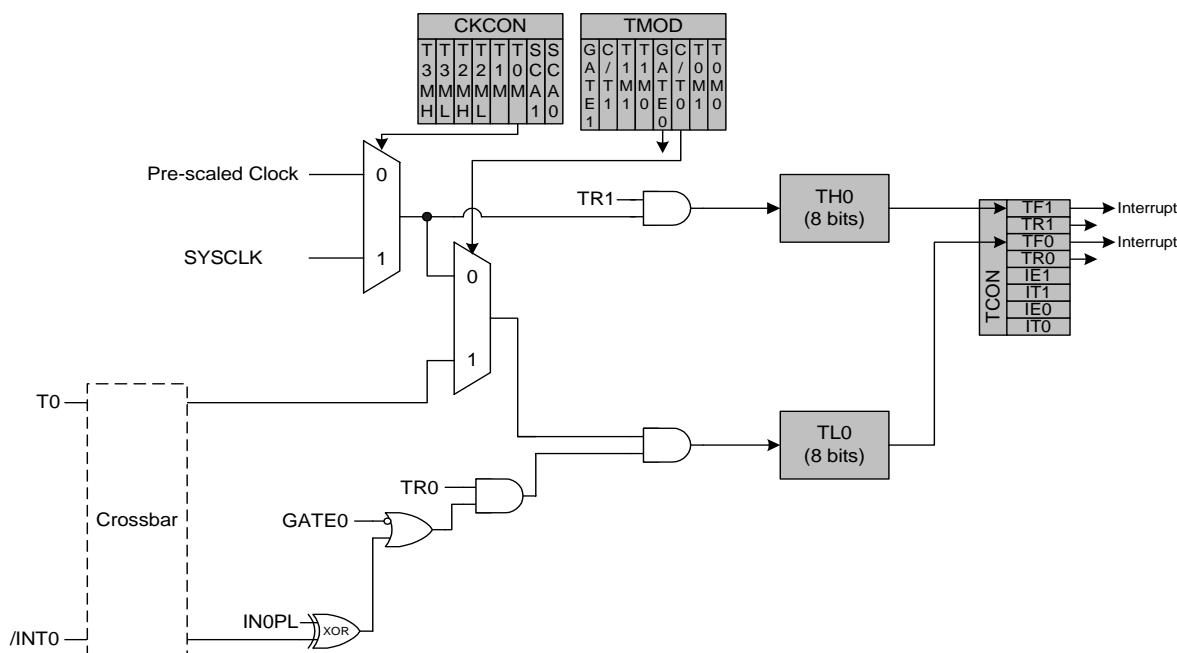 CKCON
T3MH
T3ML
T2MH
T2ML
T1M
T0M
SCA1
SCA0
TMOD
GATE1
C/T1
T1M1
T1M0
GATE0
C/T0
T0M1
T0M0
Pre-scaled Clock
0
SYSCLK
1
TR1
TH0
(8 bits)
TCON
TF1
TR1
TF0
TR0
IE1
IT1
IE0
IT0
Interrupt
Interrupt
0
1
T0
Crossbar
/INT0
TL0
(8 bits)
TR0
GATE0
IN0PL
XOR